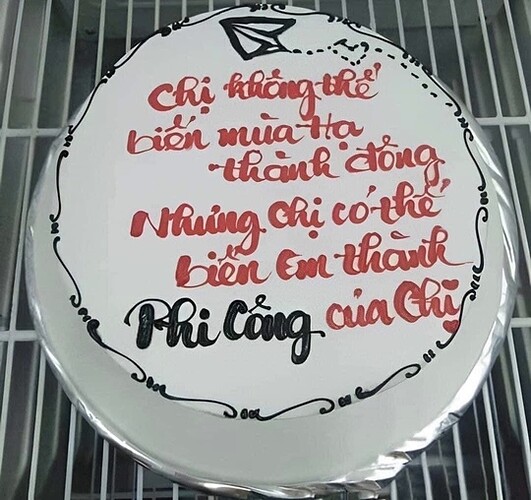 Chị không thể
biến mùa Hạ
thành đông
Nhưng chị có thể
biến Em thành
Phi Công của Chị